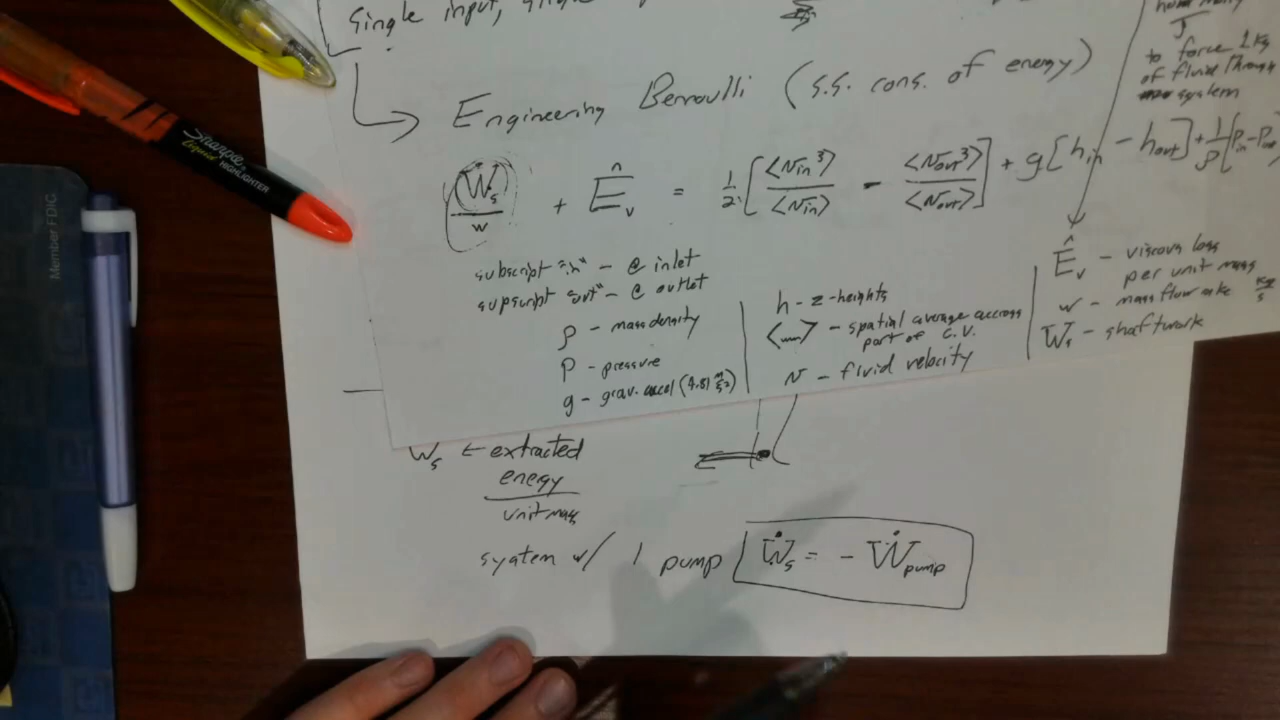 Single input, single
Engineering Bernoulli (s.s. cons. of energy)
Ẇs/w + Êv = 1/2 [<vin³>/<vin> - <vout³>/<vout>] + g[hin - hout] + 1/ρ[Pin - Pout]
subscript "in" - @ inlet
subscript "out" - @ outlet
ρ - mass density
P - pressure
g - grav. accel (9.81 m/s²)
h - z-heights
<~> - spatial average accross
part of C.V.
v - fluid velocity
how many
J
to force 1 kg
of fluid through
system
Êv - viscous loss
per unit mass
w - mass flow rate kg/s
Ws - shaftwork
Ws ← extracted
energy
unit mass
system w/ 1 pump Ẇs = - Ẇpump
Sharpie
Liquid
HIGHLIGHTER
Member FDIC